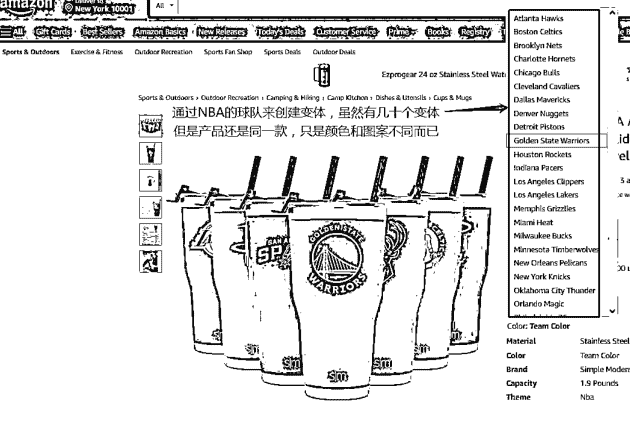 amazon
New York 10001
All
All Gift Cards Best Sellers Amazon Basics New Releases Today's Deals Customer Service Prime Books Registry
Sports & Outdoors Exercise & Fitness Outdoor Recreation Sports Fan Shop Sports Deals Outdoor Deals
Ezprogear 24 oz Stainless Steel Wat
Sports & Outdoors › Outdoor Recreation › Camping & Hiking › Camp Kitchen › Dishes & Utensils › Cups & Mugs
通过NBA的球队来创建变体，虽然有几十个变体
但是产品还是同一款，只是颜色和图案不同而已
GOLDEN STATE
WARRIORS
sm
Atlanta Hawks
Boston Celtics
Brooklyn Nets
Charlotte Hornets
Chicago Bulls
Cleveland Cavaliers
Dallas Mavericks
Denver Nuggets
Detroit Pistons
Golden State Warriors
Houston Rockets
Indiana Pacers
Los Angeles Clippers
Los Angeles Lakers
Memphis Grizzlies
Miami Heat
Milwaukee Bucks
Minnesota Timberwolves
New Orleans Pelicans
New York Knicks
Oklahoma City Thunder
Orlando Magic
Color: Team Color
Material Stainless Steel
Color Team Color
Brand Simple Modern
Capacity 1.9 Pounds
Theme Nba